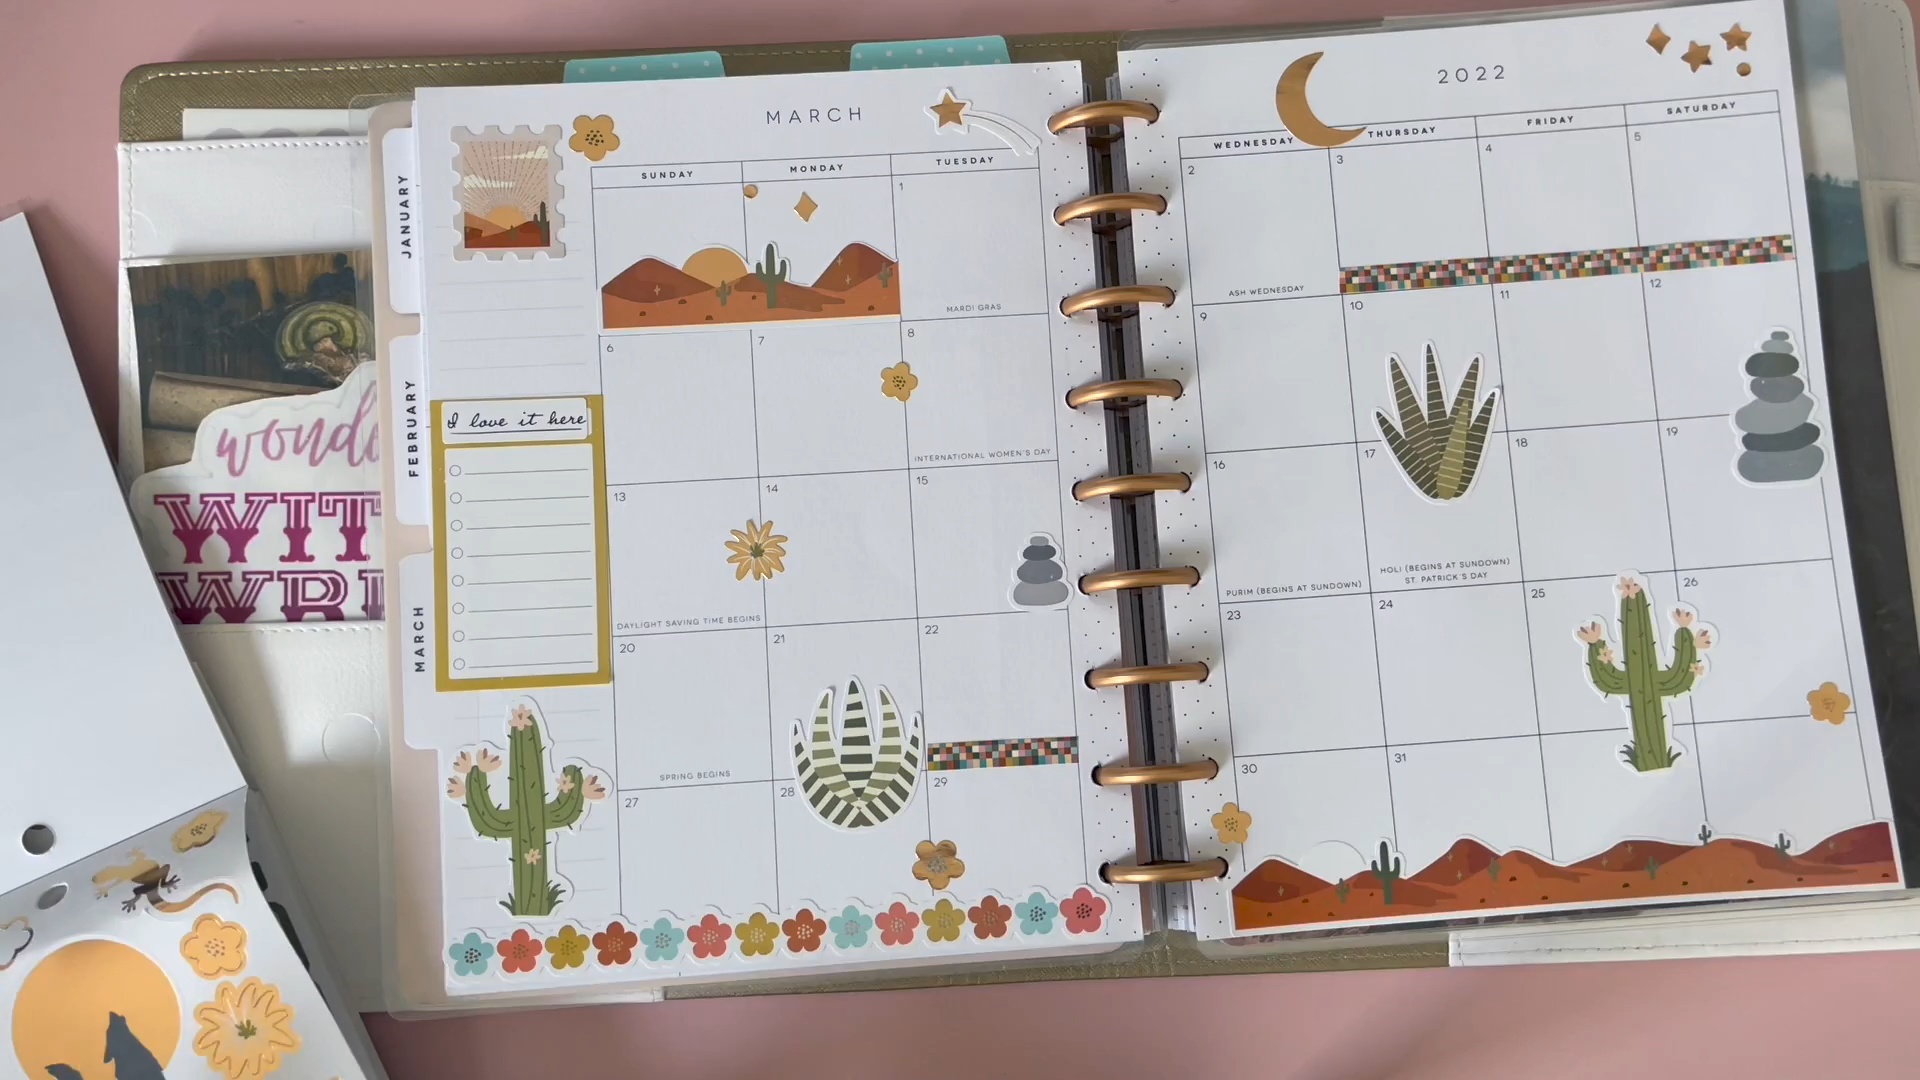 MARCH
2022
SUNDAY MONDAY TUESDAY
WEDNESDAY THURSDAY FRIDAY SATURDAY
JANUARY
FEBRUARY
MARCH
I love it here
1
MARDI GRAS
2
ASH WEDNESDAY
3
4
5
6
7
8
INTERNATIONAL WOMEN'S DAY
9
10
11
12
13
DAYLIGHT SAVING TIME BEGINS
14
15
16
PURIM (BEGINS AT SUNDOWN)
17
HOLI (BEGINS AT SUNDOWN)
ST. PATRICK'S DAY
18
19
20
SPRING BEGINS
21
22
23
24
25
26
27
28
29
30
31